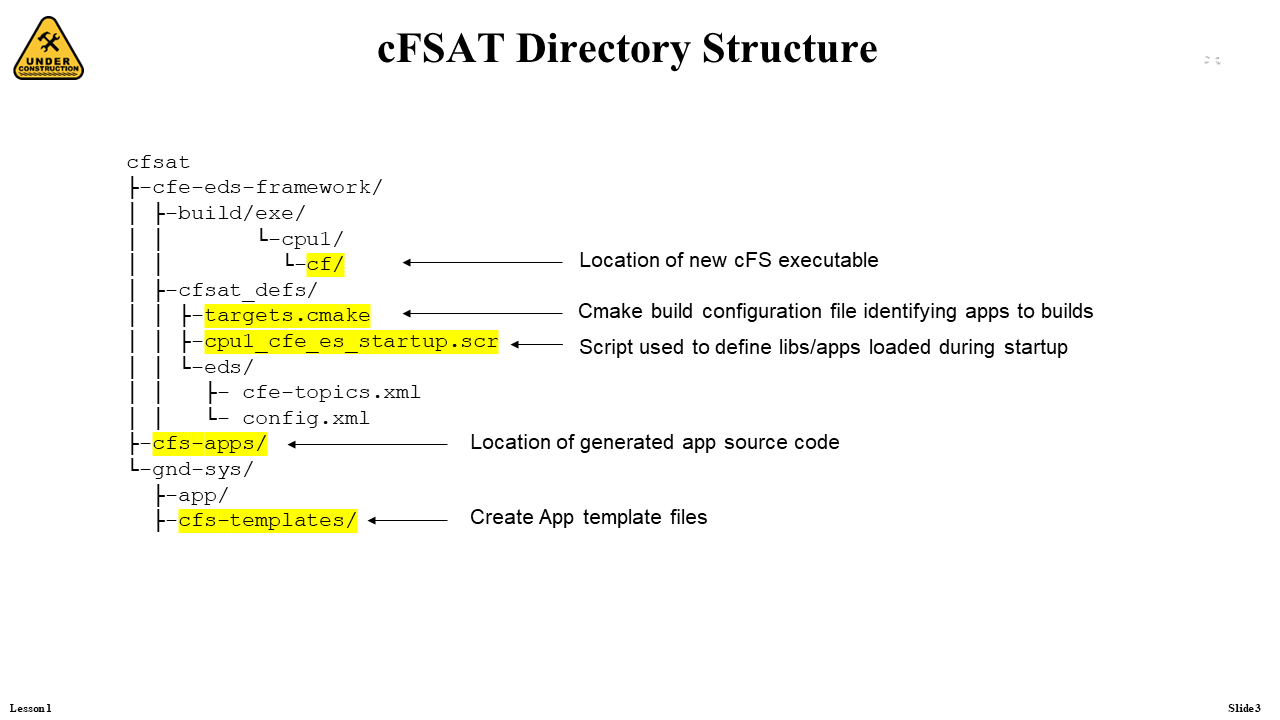 UNDER
CONSTRUCTION
cFSAT Directory Structure
cfsat
├-cfe-eds-framework/
│ ├-build/exe/
│ │       └-cpu1/
│ │         └-cf/ Location of new cFS executable
│ ├-cfsat_defs/
│ │ ├-targets.cmake Cmake build configuration file identifying apps to builds
│ │ ├-cpu1_cfe_es_startup.scr Script used to define libs/apps loaded during startup
│ │ └-eds/
│ │   ├- cfe-topics.xml
│ │   └- config.xml
├-cfs-apps/ Location of generated app source code
└-gnd-sys/
  ├-app/
  ├-cfs-templates/ Create App template files
Lesson 1
Slide 3